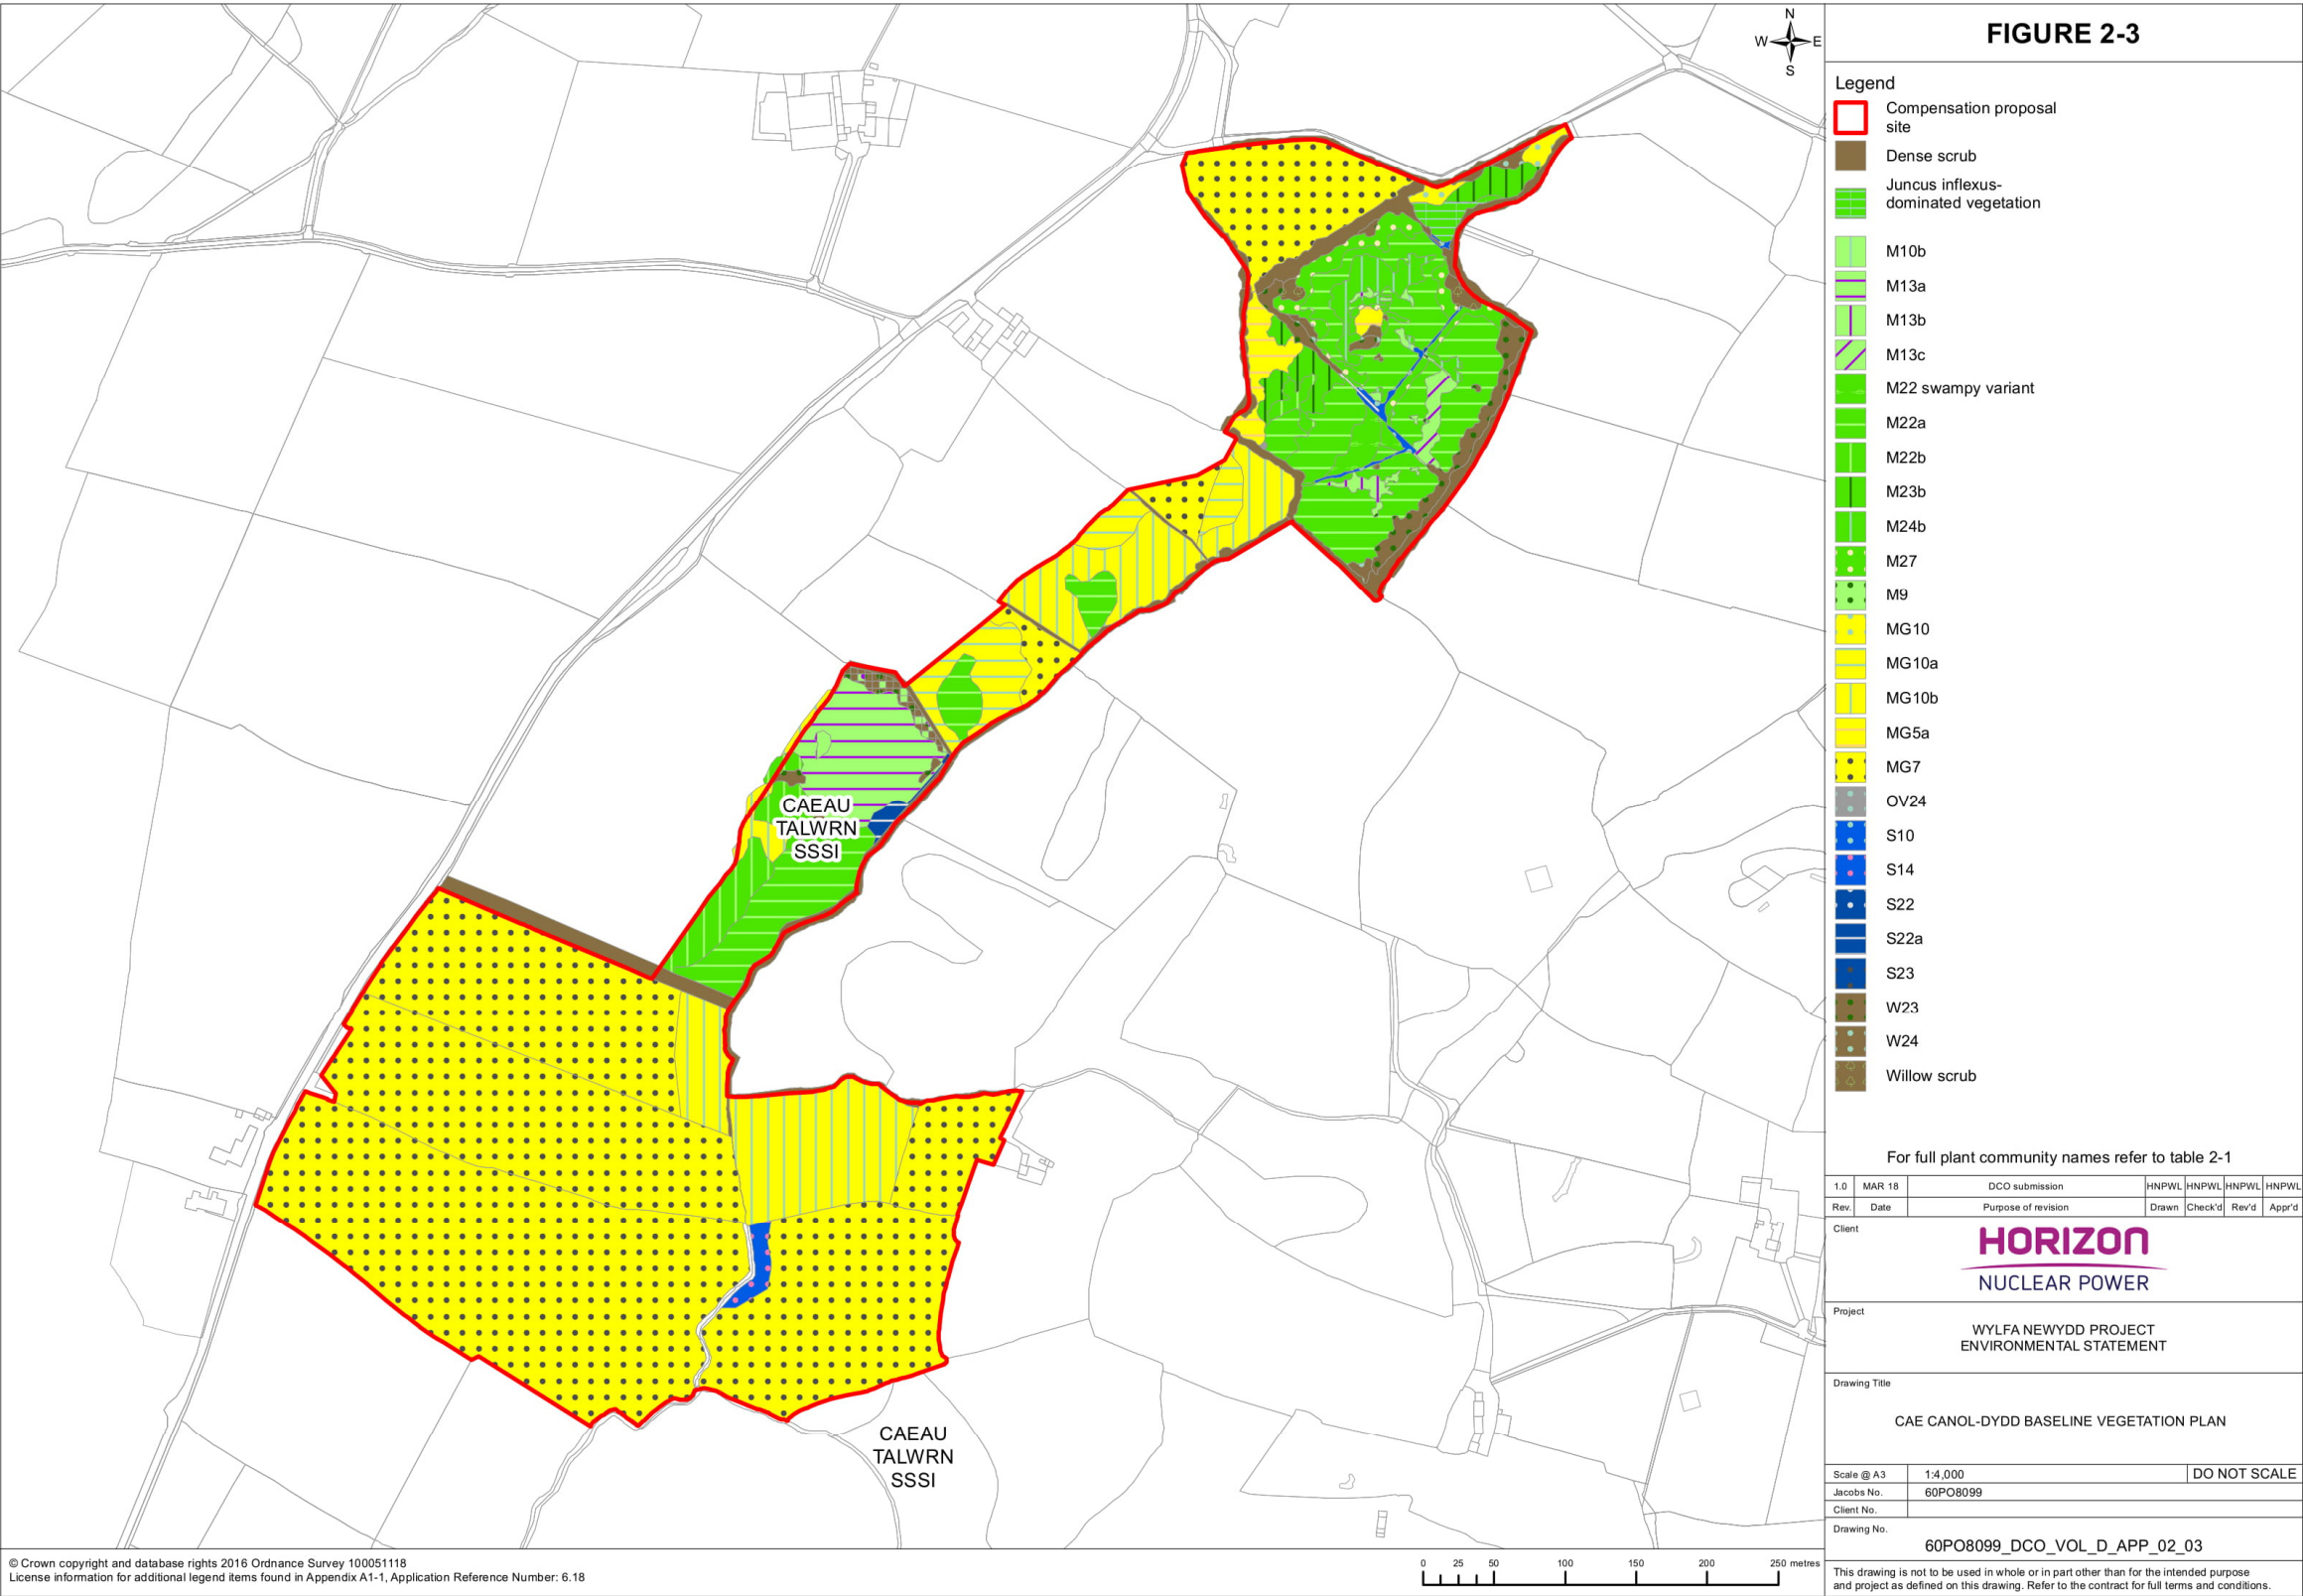 N
W E
S
CAEAU
TALWRN
SSSI
CAEAU
TALWRN
SSSI
FIGURE 2-3
Legend
Compensation proposal
site
Dense scrub
Juncus inflexus-
dominated vegetation
M10b
M13a
M13b
M13c
M22 swampy variant
M22a
M22b
M23b
M24b
M27
M9
MG10
MG10a
MG10b
MG5a
MG7
OV24
S10
S14
S22
S22a
S23
W23
W24
Willow scrub
For full plant community names refer to table 2-1
1.0 MAR 18 DCO submission HNPWL HNPWL HNPWL HNPWL
Rev. Date Purpose of revision Drawn Check'd Rev'd Appr'd
Client
HORIZON
NUCLEAR POWER
Project
WYLFA NEWYDD PROJECT
ENVIRONMENTAL STATEMENT
Drawing Title
CAE CANOL-DYDD BASELINE VEGETATION PLAN
Scale @ A3 1:4,000 DO NOT SCALE
Jacobs No. 60PO8099
Client No.
Drawing No.
60PO8099_DCO_VOL_D_APP_02_03
This drawing is not to be used in whole or in part other than for the intended purpose
and project as defined on this drawing. Refer to the contract for full terms and conditions.
© Crown copyright and database rights 2016 Ordnance Survey 100051118
License information for additional legend items found in Appendix A1-1, Application Reference Number: 6.18
0 25 50 100 150 200 250 metres